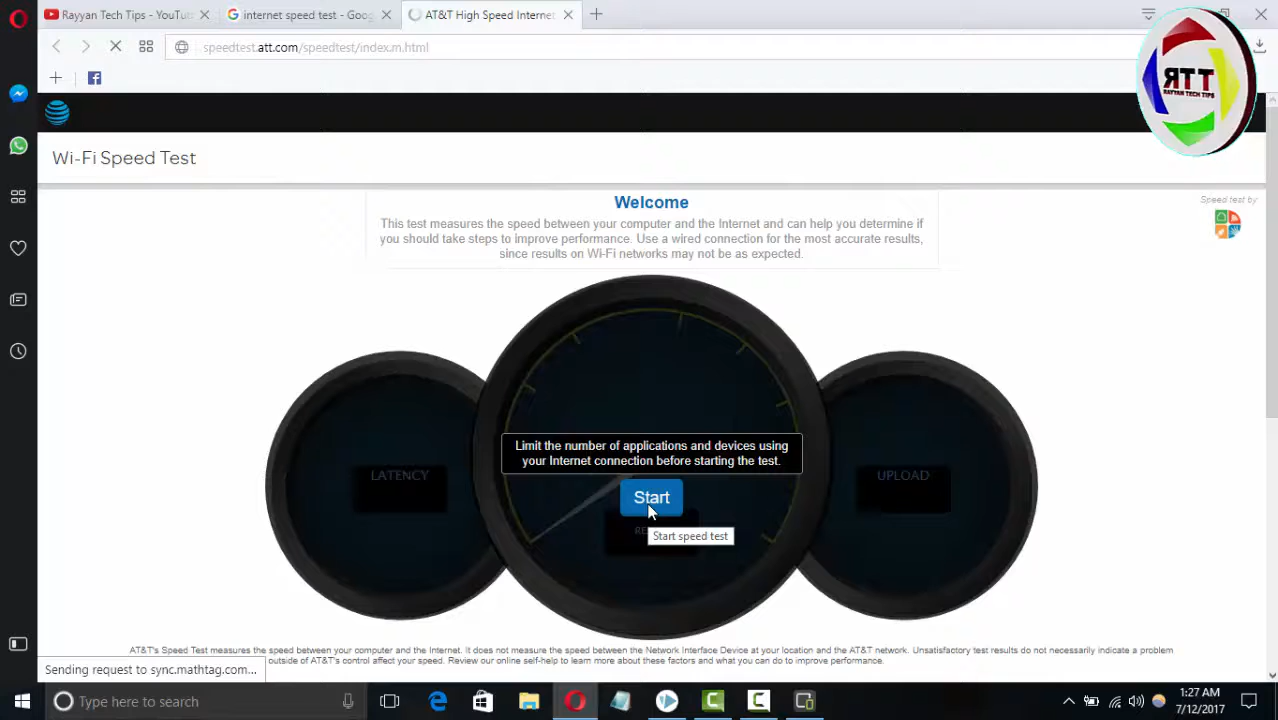 Rayyan Tech Tips - YouTu
internet speed test - Goog
AT&T High Speed Internet
speedtest.att.com/speedtest/index.m.html
RTT
RAYYAN TECH TIPS
Wi-Fi Speed Test
Welcome
This test measures the speed between your computer and the Internet and can help you determine if
you should take steps to improve performance. Use a wired connection for the most accurate results,
since results on Wi-Fi networks may not be as expected.
Speed test by
Limit the number of applications and devices using
your Internet connection before starting the test.
LATENCY
Start
UPLOAD
Start speed test
AT&T's Speed Test measures the speed between your computer and the Internet. It does not measure the speed between the Network Interface Device at your location and the AT&T network. Unsatisfactory test results do not necessarily indicate a problem
outside of AT&T's control affect your speed. Review our online self-help to learn more about these factors and what you can do to improve performance.
Sending request to sync.mathtag.com...
Type here to search
1:27 AM
7/12/2017